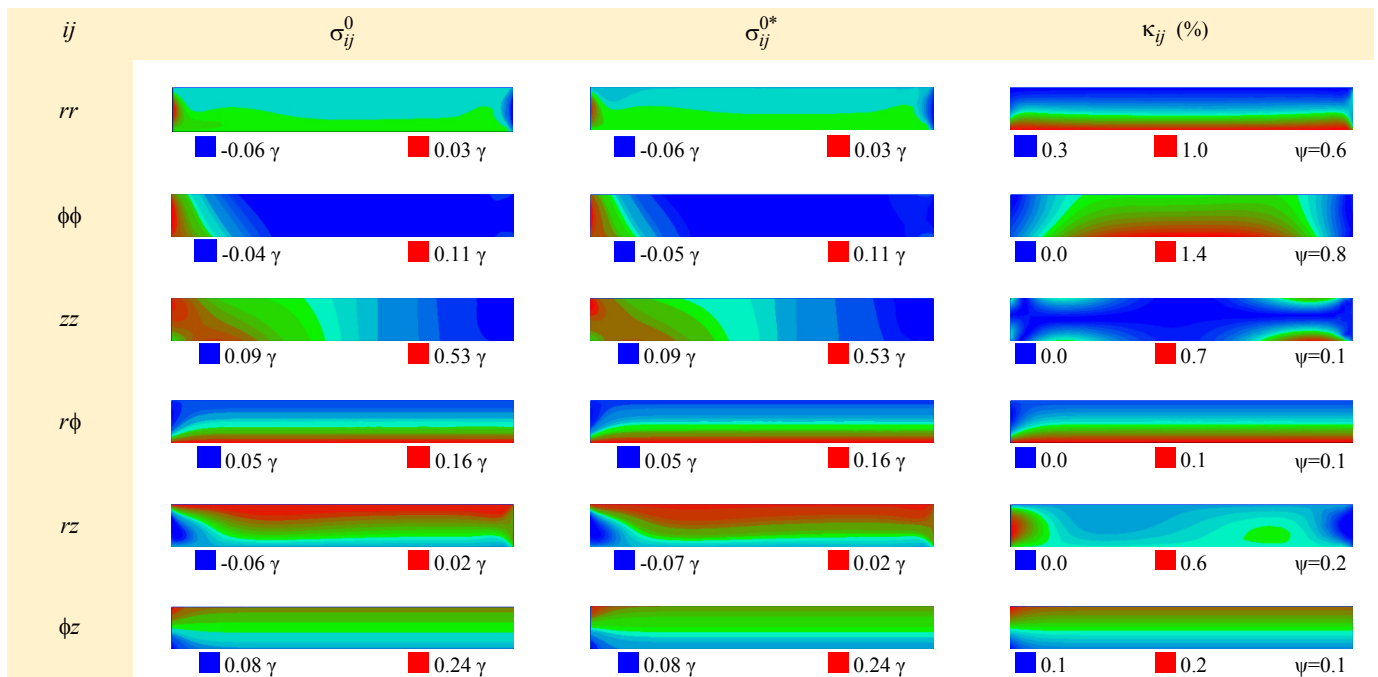 ij σ⁰ᵢⱼ σ⁰*ᵢⱼ κᵢⱼ (%)
rr
-0.06 γ 0.03 γ -0.06 γ 0.03 γ 0.3 1.0 ψ=0.6
ϕϕ
-0.04 γ 0.11 γ -0.05 γ 0.11 γ 0.0 1.4 ψ=0.8
zz
0.09 γ 0.53 γ 0.09 γ 0.53 γ 0.0 0.7 ψ=0.1
rϕ
0.05 γ 0.16 γ 0.05 γ 0.16 γ 0.0 0.1 ψ=0.1
rz
-0.06 γ 0.02 γ -0.07 γ 0.02 γ 0.0 0.6 ψ=0.2
ϕz
0.08 γ 0.24 γ 0.08 γ 0.24 γ 0.1 0.2 ψ=0.1